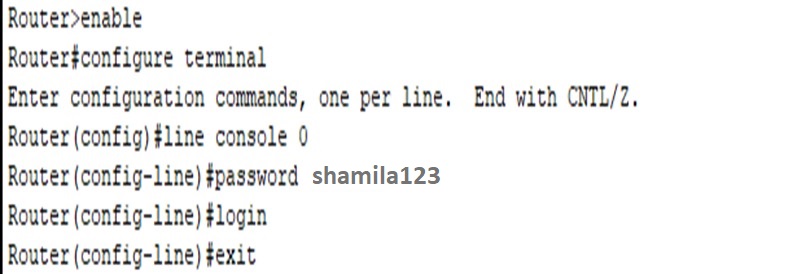 Router>enable
Router#configure terminal
Enter configuration commands, one per line.  End with CNTL/Z.
Router(config)#line console 0
Router(config-line)#password shamila123
Router(config-line)#login
Router(config-line)#exit